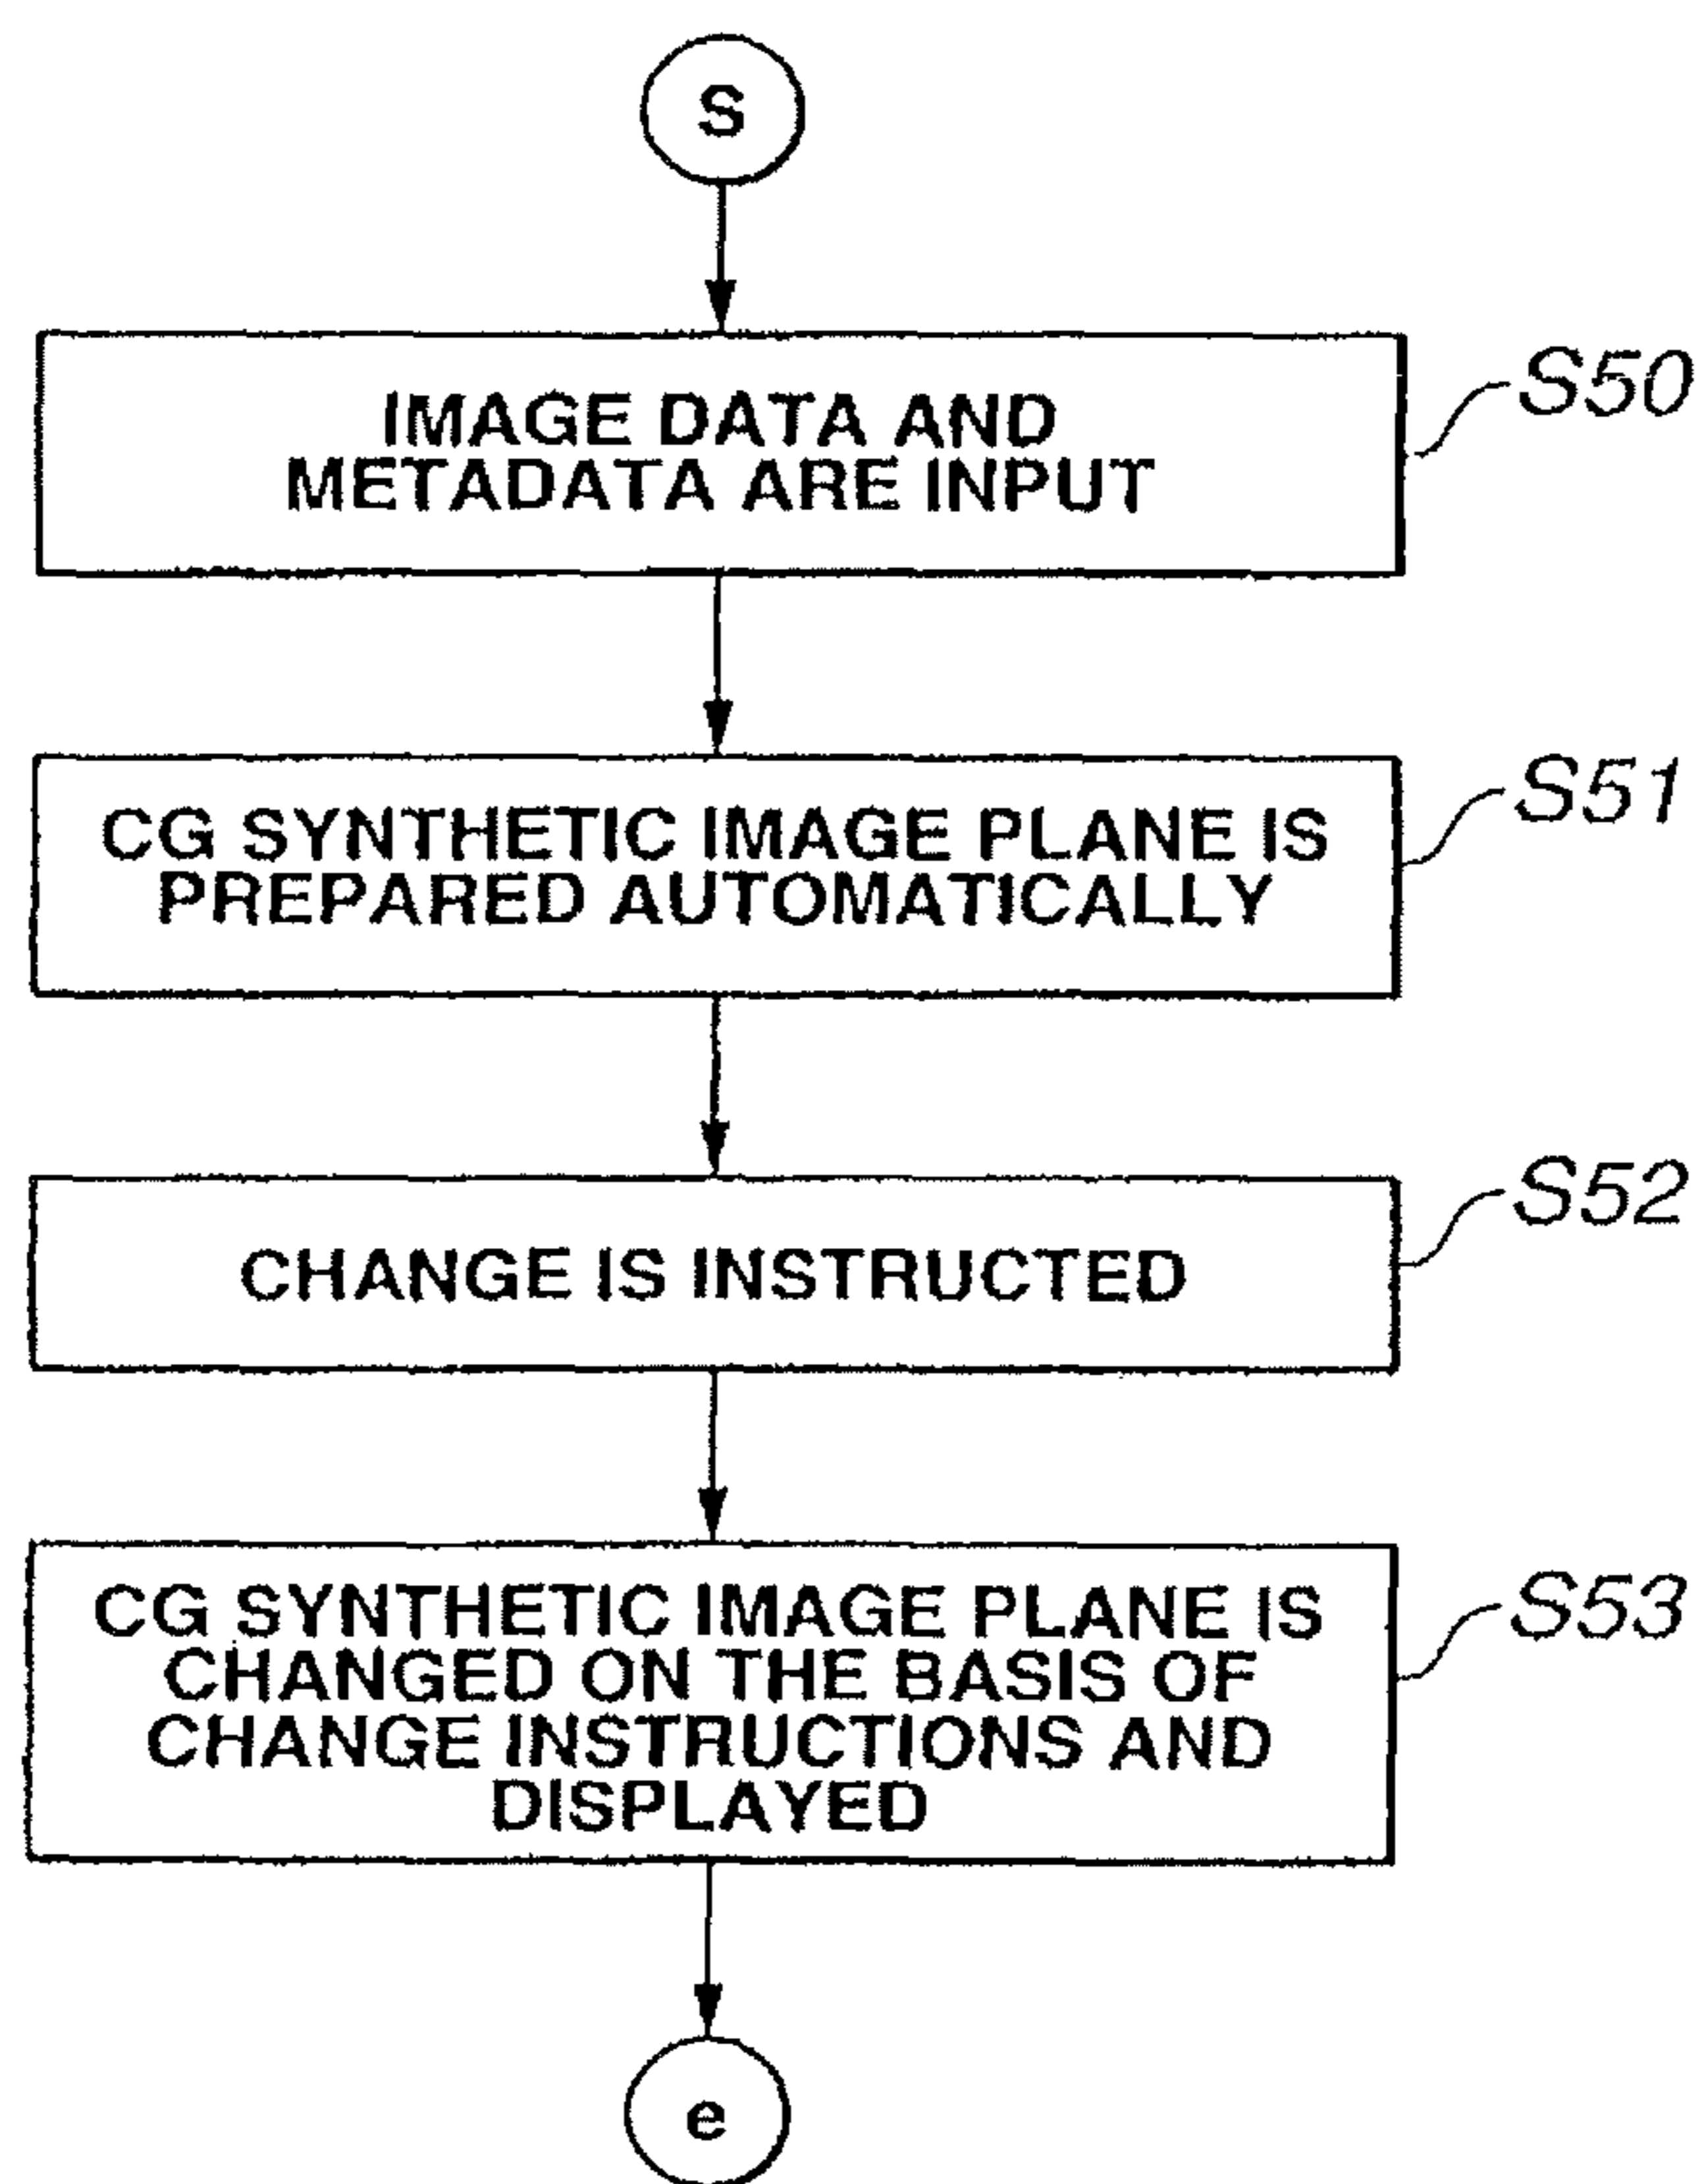 S
IMAGE DATA AND
METADATA ARE INPUT
S50
CG SYNTHETIC IMAGE PLANE IS
PREPARED AUTOMATICALLY
S51
CHANGE IS INSTRUCTED
S52
CG SYNTHETIC IMAGE PLANE IS
CHANGED ON THE BASIS OF
CHANGE INSTRUCTIONS AND
DISPLAYED
S53
e